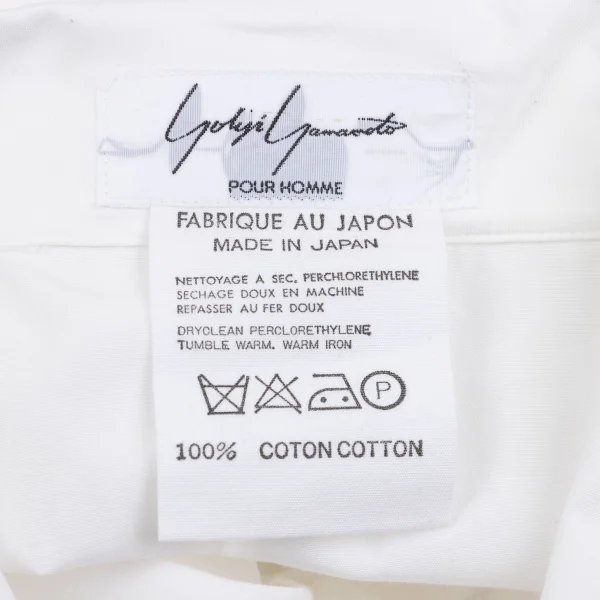 Yohji Yamamoto
POUR HOMME
FABRIQUE AU JAPON
MADE IN JAPAN
NETTOYAGE A SEC. PERCHLORETHYLENE
SECHAGE DOUX EN MACHINE
REPASSER AU FER DOUX
DRYCLEAN PERCLORETHYLENE
TUMBLE WARM. WARM IRON
P
100% COTON COTTON